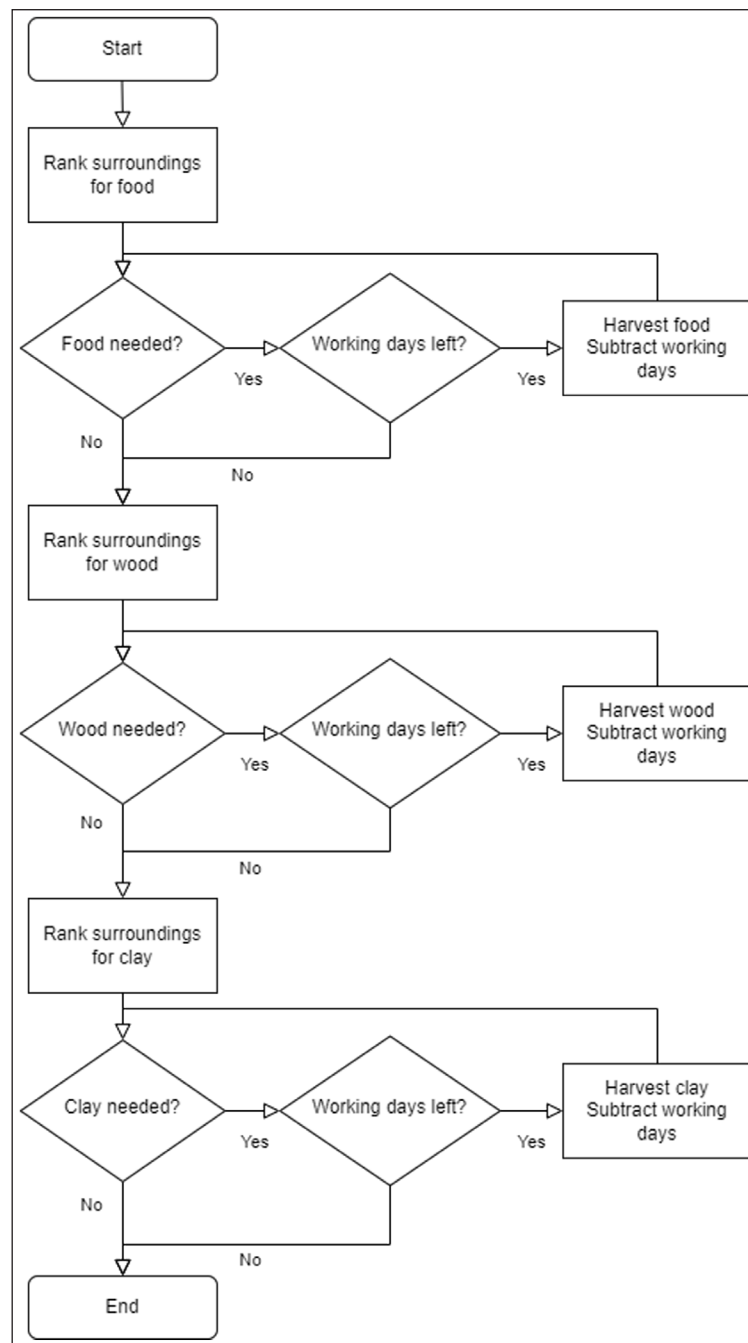 Start
Rank surroundings
for food
Food needed?
Yes
Working days left?
Yes
Harvest food
Subtract working
days
No
No
Rank surroundings
for wood
Wood needed?
Yes
Working days left?
Yes
Harvest wood
Subtract working
days
No
No
Rank surroundings
for clay
Clay needed?
Yes
Working days left?
Yes
Harvest clay
Subtract working
days
No
No
End